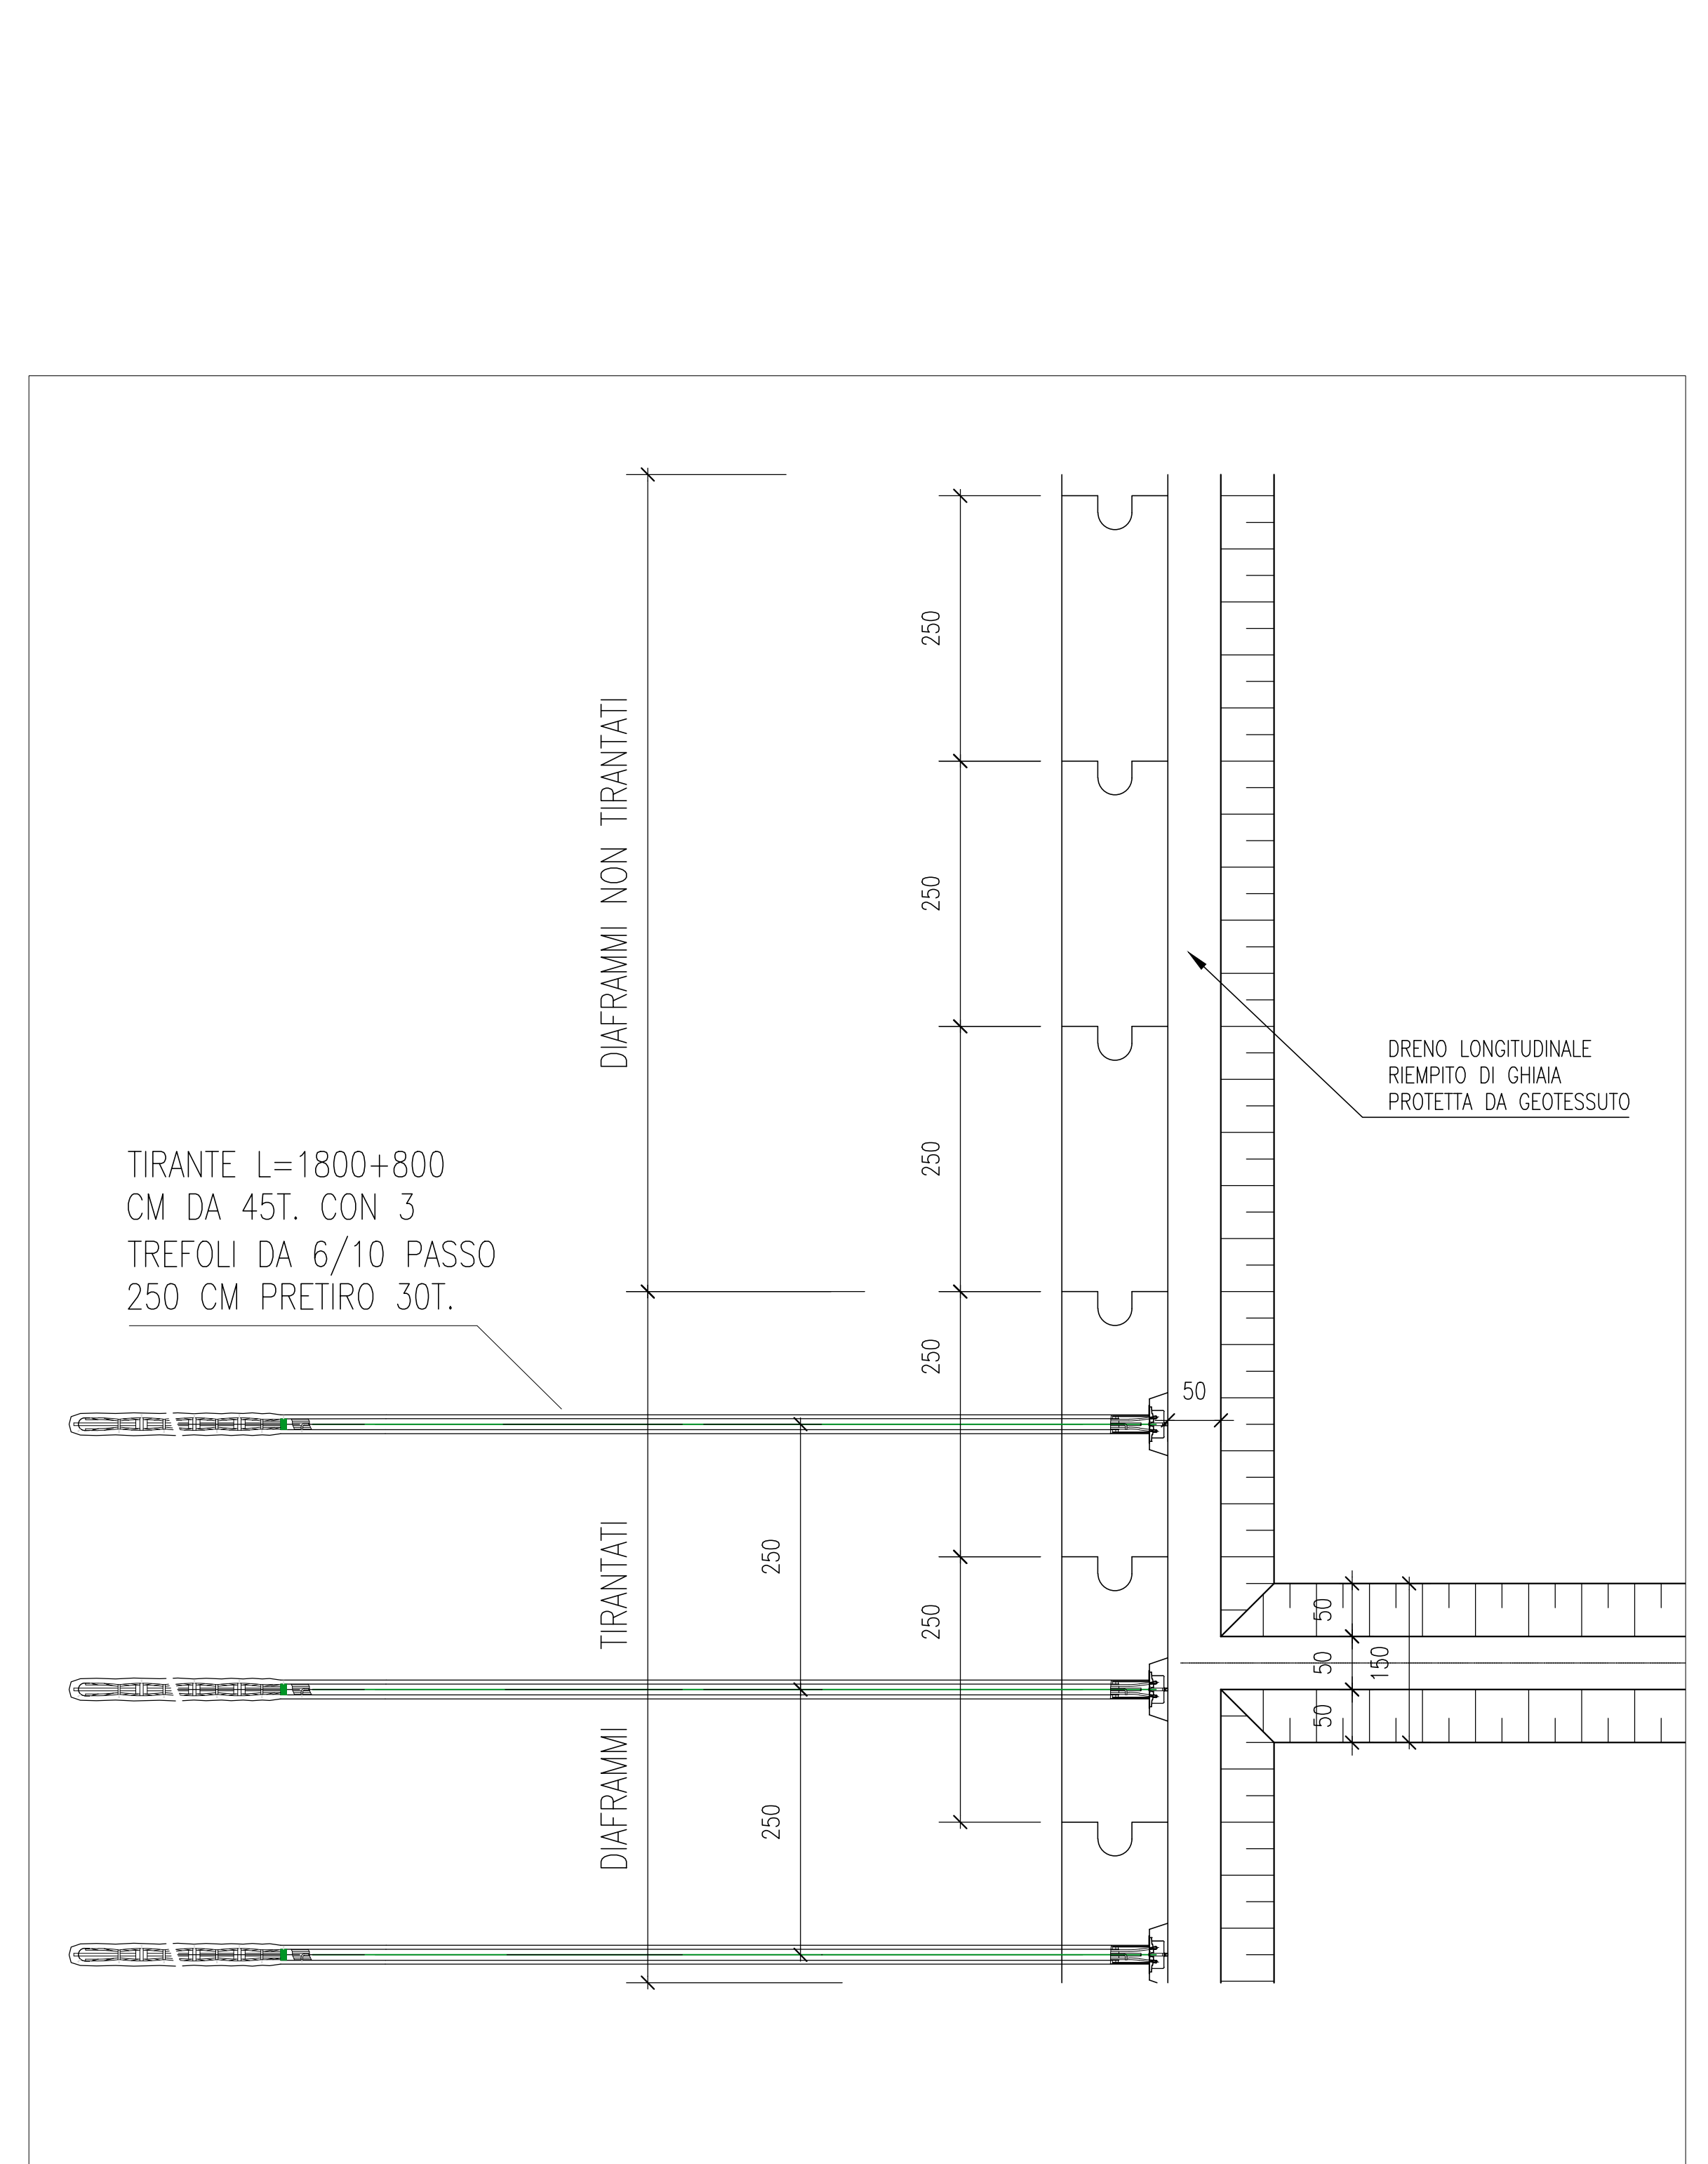 DIAFRAMMI NON TIRANTATI
250
250
250
250
250
DRENO LONGITUDINALE
RIEMPITO DI GHIAIA
PROTETTA DA GEOTESSUTO
TIRANTE L=1800+800
CM DA 45T. CON 3
TREFOLI DA 6/10 PASSO
250 CM PRETIRO 30T.
50
DIAFRAMMI TIRANTATI
250
250
50
50
50
150